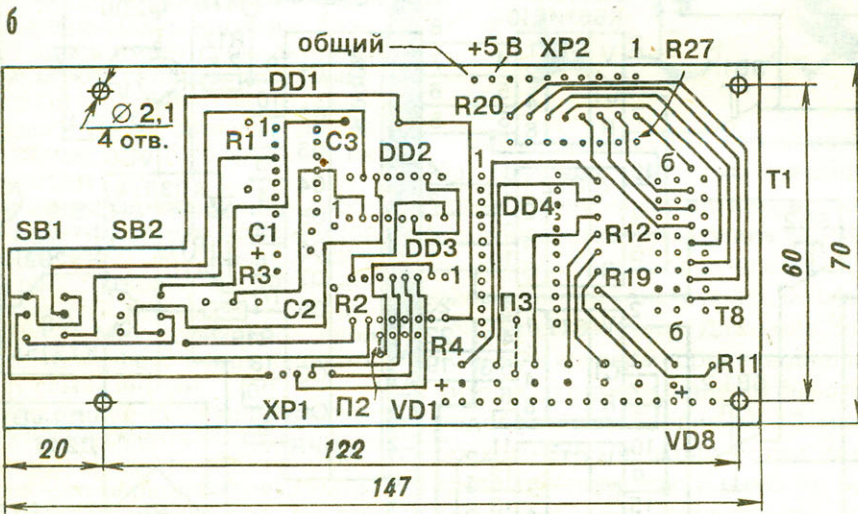 б
общий +5 В XP2 1 R27
DD1
Ø 2,1
4 отв.
R20
R1 1 C3
DD2
1
б
T1
DD4
SB1 SB2 C1
+
DD3
R12
60
70
R3
1
R19
C2 R2
П3
T8
б
R4
R11
+
+
XP1 П2 VD1
VD8
20 122
147